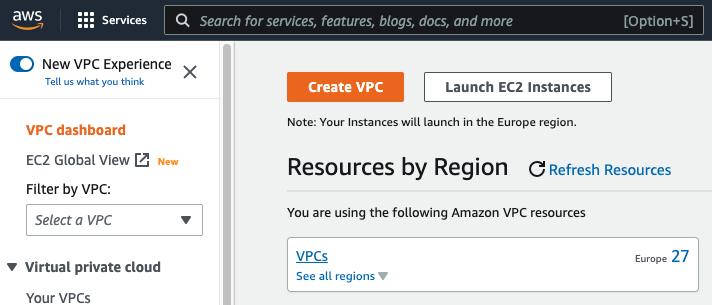 aws
Services
Search for services, features, blogs, docs, and more
[Option+S]
New VPC Experience
Tell us what you think
VPC dashboard
EC2 Global View New
Filter by VPC:
Select a VPC
Virtual private cloud
Your VPCs
Create VPC
Launch EC2 Instances
Note: Your Instances will launch in the Europe region.
Resources by Region
Refresh Resources
You are using the following Amazon VPC resources
VPCs
Europe 27
See all regions